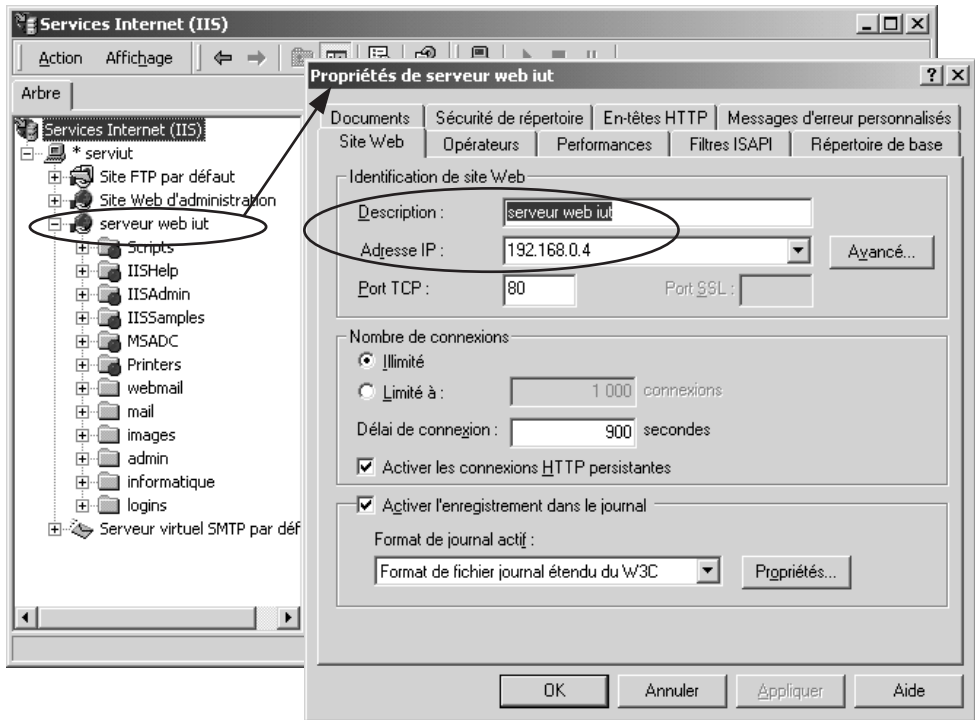 Services Internet (IIS)
Action Affichage
Arbre
Services Internet (IIS)
* serviut
Site FTP par défaut
Site Web d'administration
serveur web iut
Scripts
IISHelp
IISAdmin
IISSamples
MSADC
Printers
webmail
mail
images
admin
informatique
logins
Serveur virtuel SMTP par déf
Propriétés de serveur web iut
Documents Sécurité de répertoire En-têtes HTTP Messages d'erreur personnalisés
Site Web Opérateurs Performances Filtres ISAPI Répertoire de base
Identification de site Web
Description : serveur web iut
Adresse IP : 192.168.0.4 Avancé...
Port TCP : 80 Port SSL :
Nombre de connexions
Illimité
Limité à : 1 000 connexions
Délai de connexion : 900 secondes
Activer les connexions HTTP persistantes
Activer l'enregistrement dans le journal
Format de journal actif :
Format de fichier journal étendu du W3C Propriétés...
OK Annuler Appliquer Aide